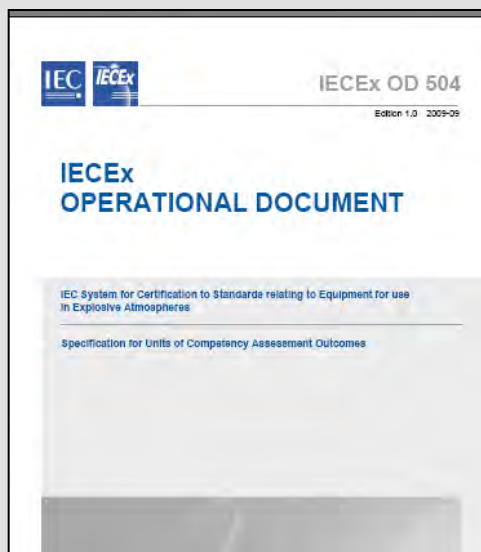 IEC IECEx
IECEx OD 504
Edition 1.0 2009-09
IECEx
OPERATIONAL DOCUMENT
IEC System for Certification to Standards relating to Equipment for use
in Explosive Atmospheres
Specification for Units of Competency Assessment Outcomes